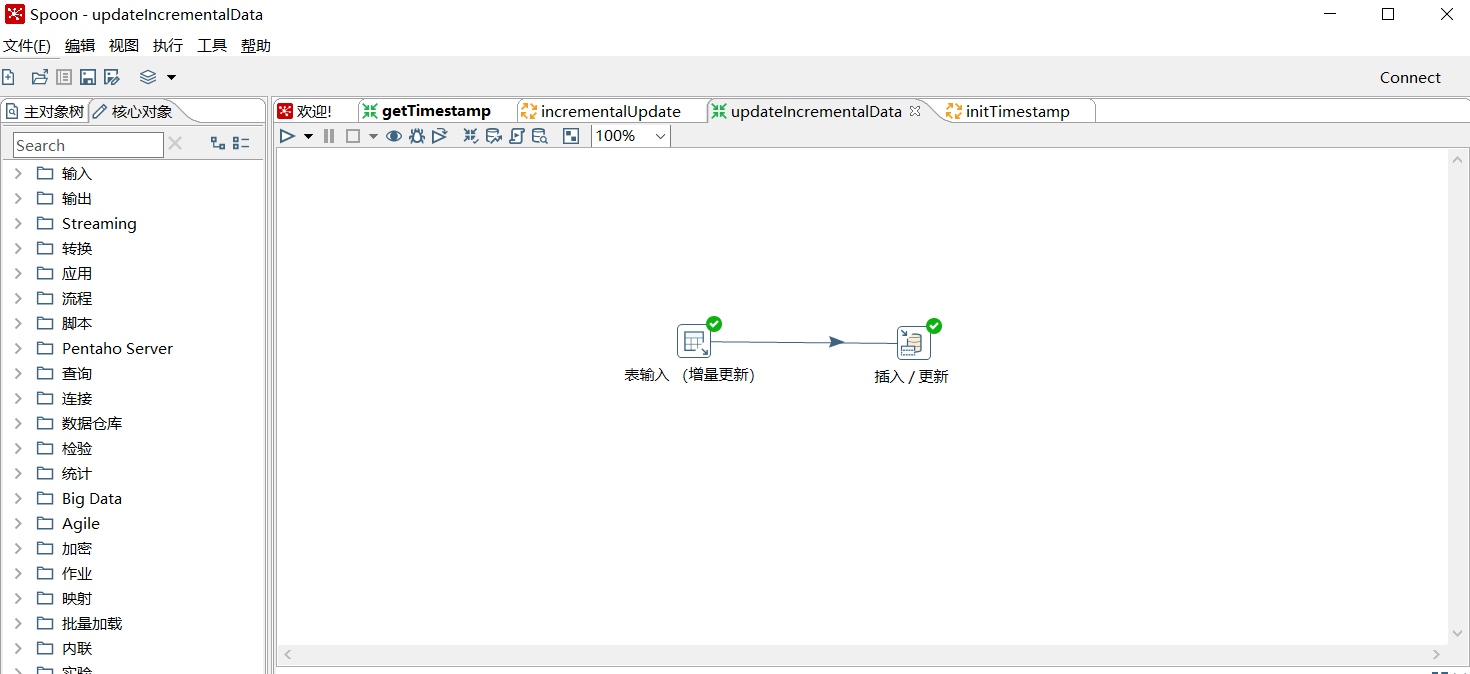 Spoon - updateIncrementalData
文件(F) 编辑 视图 执行 工具 帮助
Connect
主对象树 核心对象
欢迎! getTimestamp incrementalUpdate updateIncrementalData initTimestamp
100%
Search
输入
输出
Streaming
转换
应用
流程
脚本
Pentaho Server
查询
连接
数据仓库
检验
统计
Big Data
Agile
加密
作业
映射
批量加载
内联
实验
表输入 （增量更新）
插入 / 更新